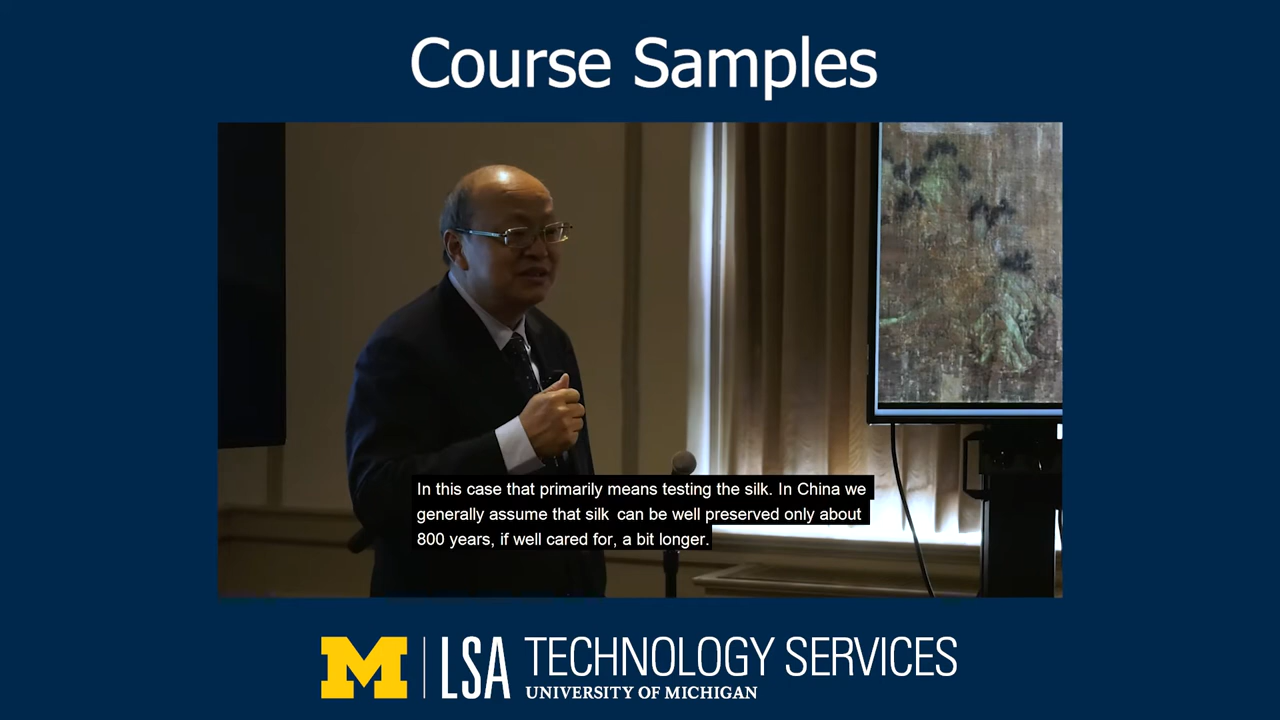 Course Samples
In this case that primarily means testing the silk. In China we
generally assume that silk can be well preserved only about
800 years, if well cared for, a bit longer.
M LSA TECHNOLOGY SERVICES
UNIVERSITY OF MICHIGAN